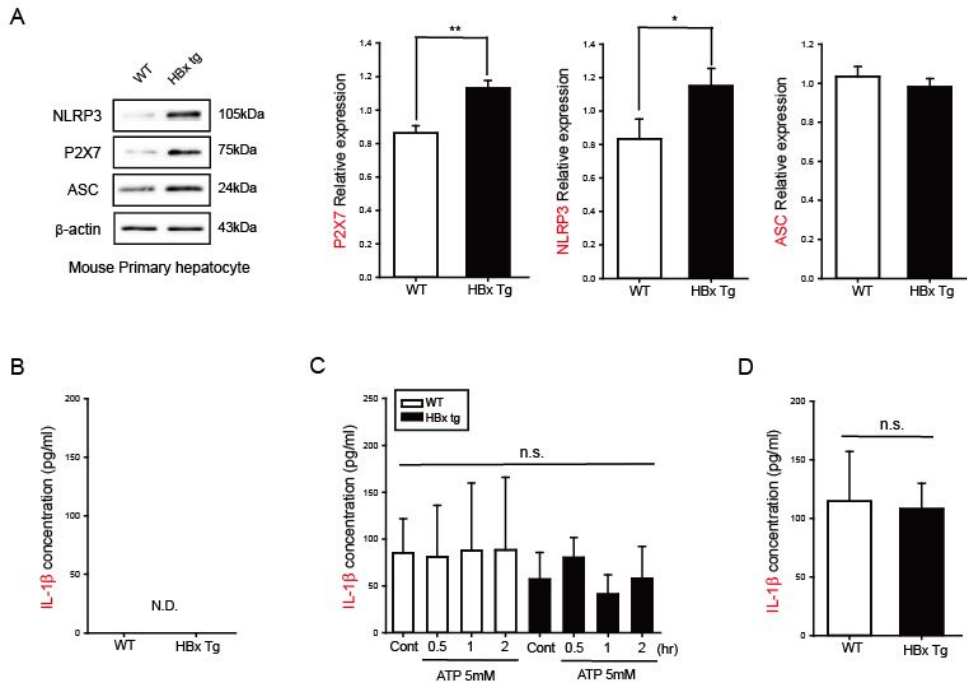 A
WT
HBx tg
NLRP3
105kDa
P2X7
75kDa
ASC
24kDa
β-actin
43kDa
Mouse Primary hepatocyte
**
P2X7 Relative expression
1.4
1.2
1.0
0.8
0.6
0.4
0.2
0.0
WT
HBx Tg
*
NLRP3 Relative expression
1.4
1.2
1.0
0.8
0.6
0.4
0.2
0.0
WT
HBx Tg
ASC Relative expression
1.4
1.2
1.0
0.8
0.6
0.4
0.2
0.0
WT
HBx Tg
B
IL-1β concentration (pg/ml)
200
150
100
50
0
N.D.
WT
HBx Tg
C
WT
HBx tg
IL-1β concentration (pg/ml)
250
200
150
100
50
0
n.s.
Cont 0.5 1 2 Cont 0.5 1 2 (hr)
ATP 5mM
ATP 5mM
D
IL-1β concentration (pg/ml)
200
150
100
50
0
n.s.
WT
HBx Tg